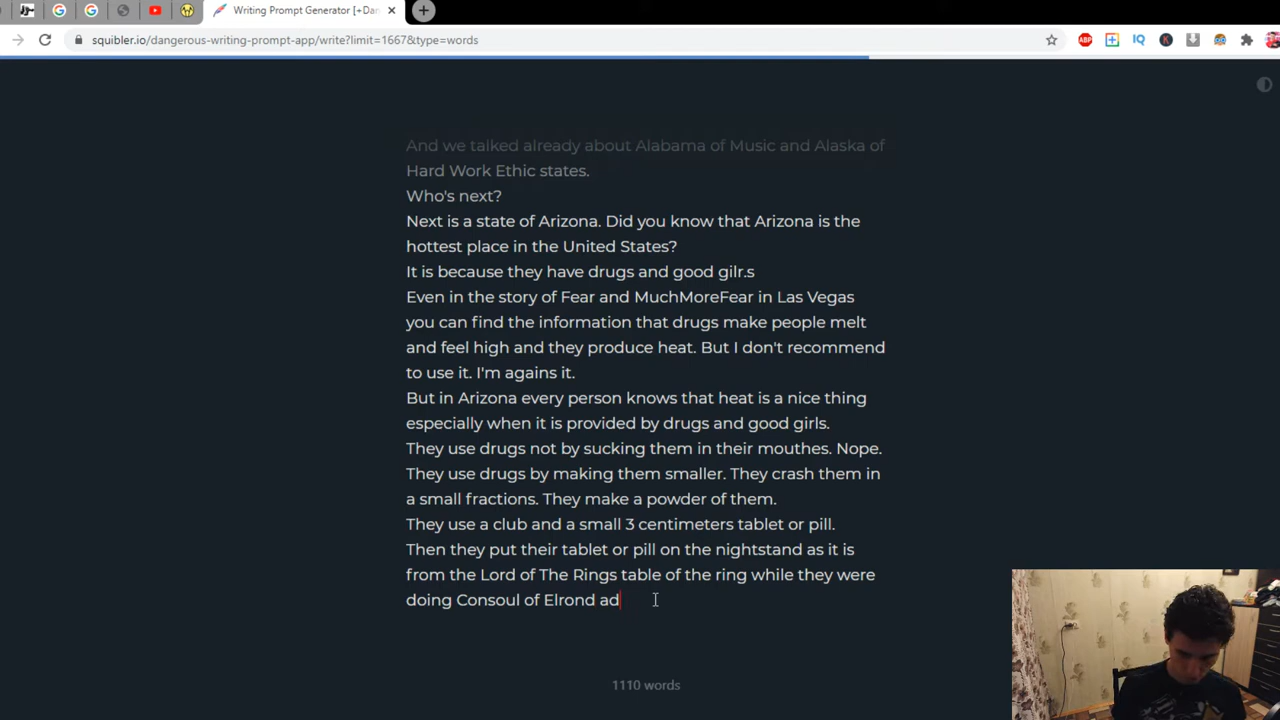 Writing Prompt Generator [+Dan
squibler.io/dangerous-writing-prompt-app/write?limit=1667&type=words
ABP
IQ
K
And we talked already about Alabama of Music and Alaska of
Hard Work Ethic states.
Who's next?
Next is a state of Arizona. Did you know that Arizona is the
hottest place in the United States?
It is because they have drugs and good gilr.s
Even in the story of Fear and MuchMoreFear in Las Vegas
you can find the information that drugs make people melt
and feel high and they produce heat. But I don't recommend
to use it. I'm agains it.
But in Arizona every person knows that heat is a nice thing
especially when it is provided by drugs and good girls.
They use drugs not by sucking them in their mouthes. Nope.
They use drugs by making them smaller. They crash them in
a small fractions. They make a powder of them.
They use a club and a small 3 centimeters tablet or pill.
Then they put their tablet or pill on the nightstand as it is
from the Lord of The Rings table of the ring while they were
doing Consoul of Elrond ad
1110 words